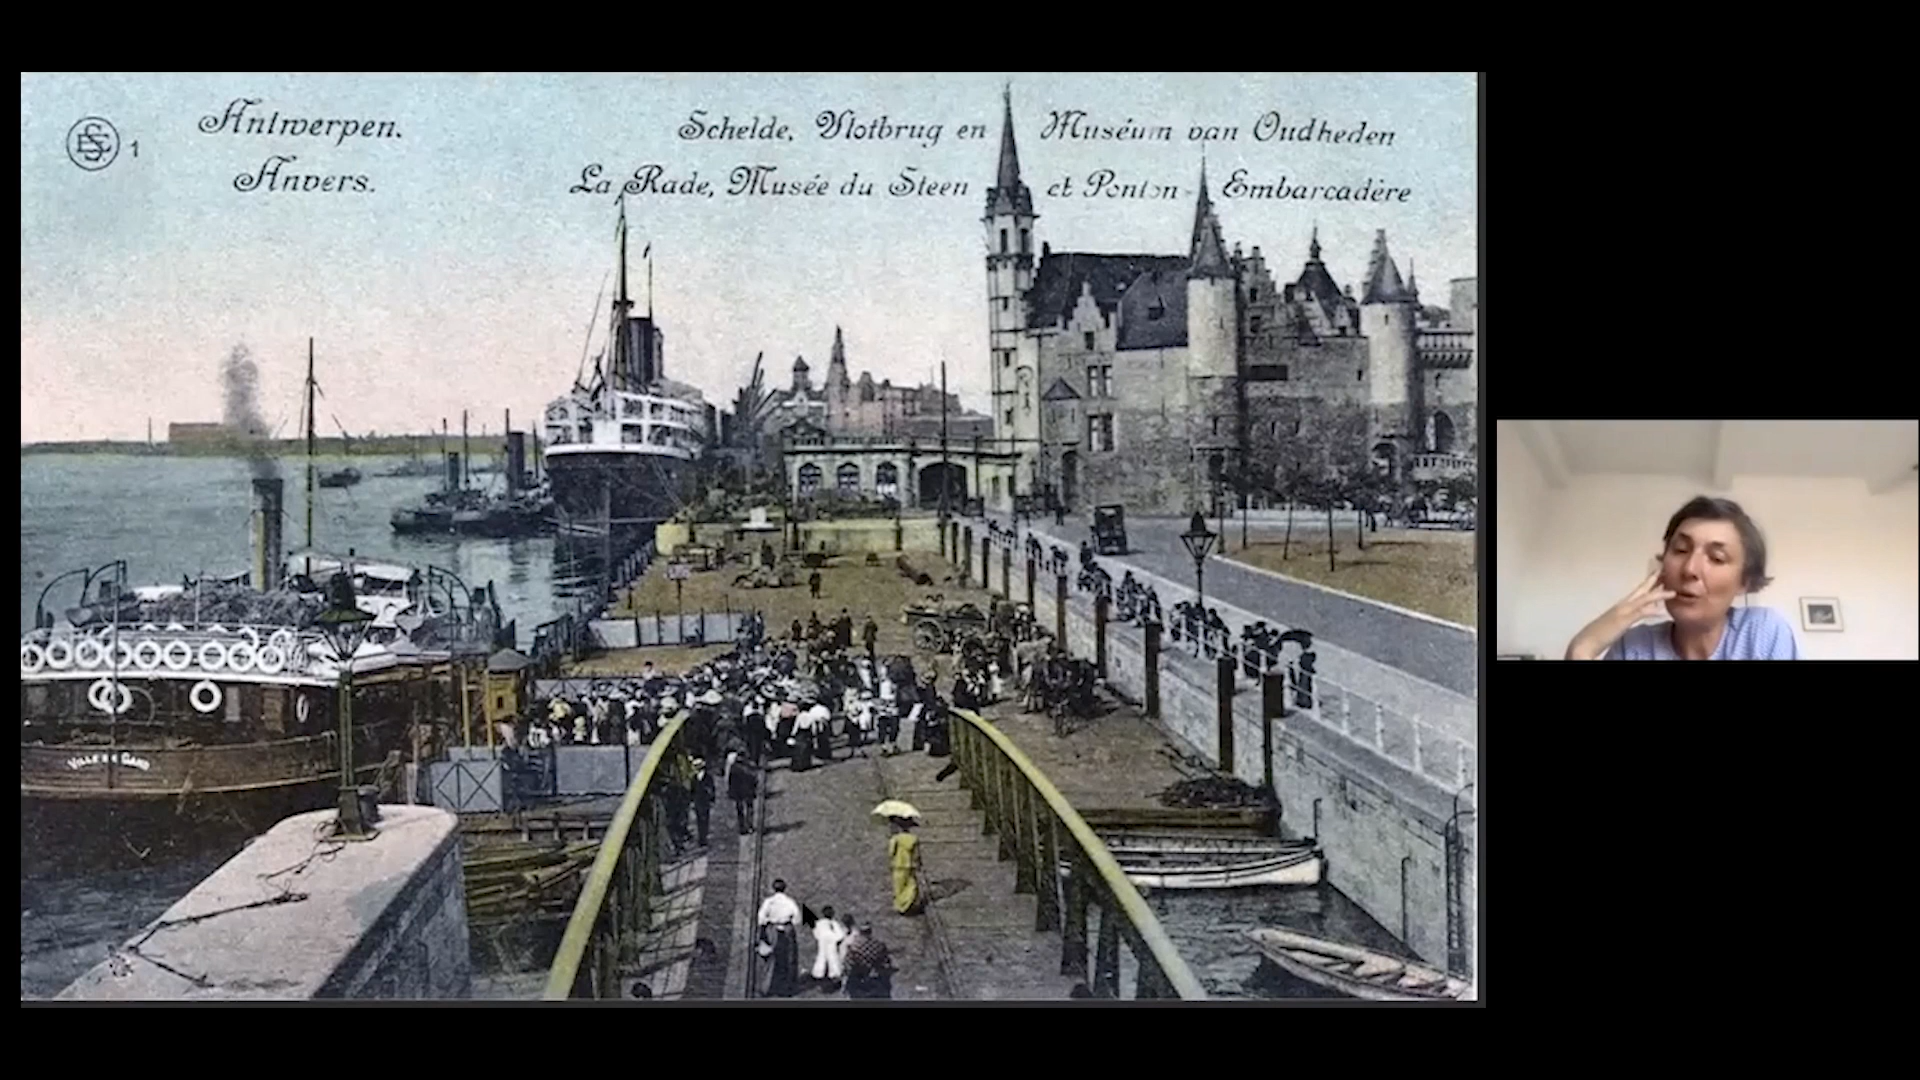 ESC 1
Antwerpen.
Anvers.
Schelde, Vlotbrug en Muséum van Oudheden
La Rade, Musée du Steen et Ponton-Embarcadère
VILLE DE GAND